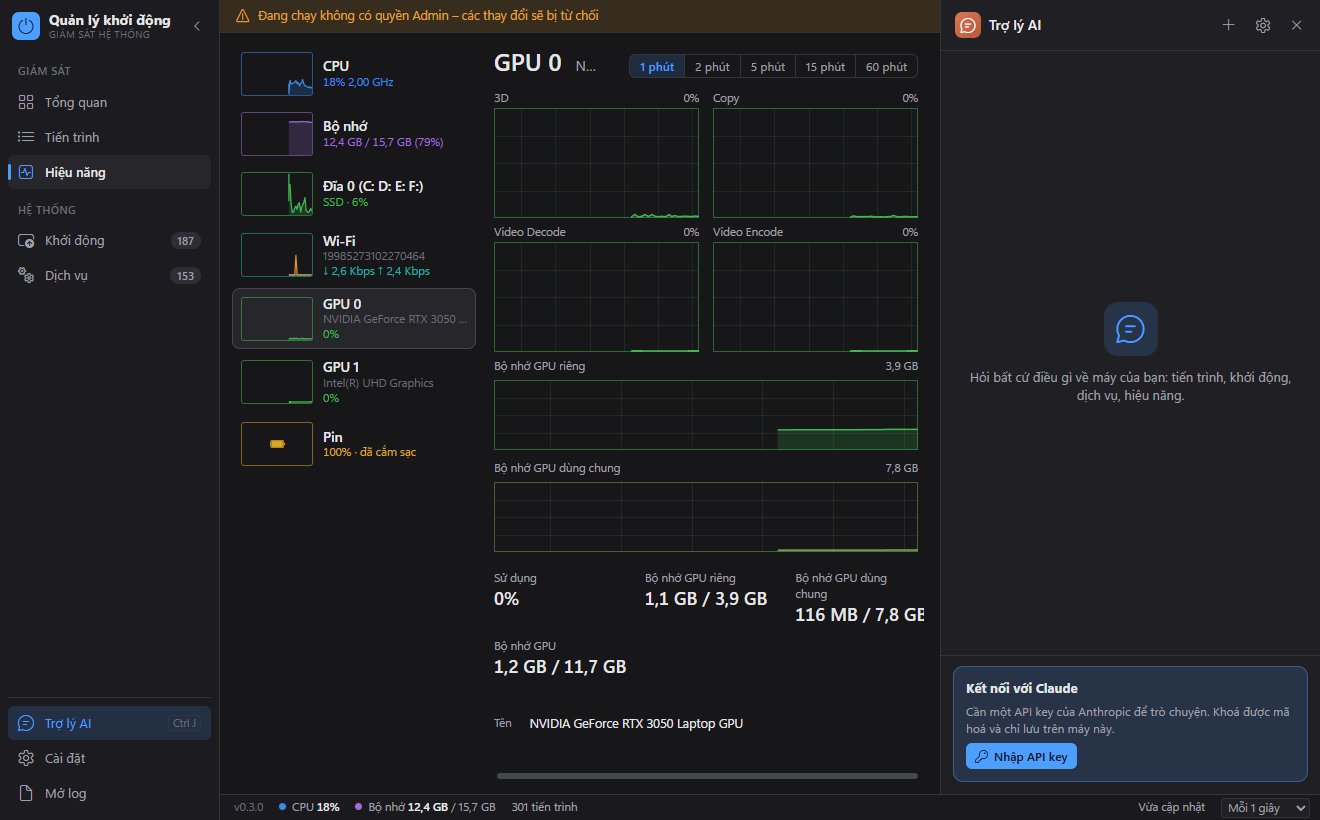 Quản lý khởi động
GIÁM SÁT HỆ THỐNG
GIÁM SÁT
Tổng quan
Tiến trình
Hiệu năng
HỆ THỐNG
Khởi động 187
Dịch vụ 153
Trợ lý AI Ctrl J
Cài đặt
Mở log
Đang chạy không có quyền Admin – các thay đổi sẽ bị từ chối
CPU
18% 2,00 GHz
Bộ nhớ
12,4 GB / 15,7 GB (79%)
Đĩa 0 (C: D: E: F:)
SSD · 6%
Wi-Fi
19985273102270464
↓ 2,6 Kbps ↑ 2,4 Kbps
GPU 0
NVIDIA GeForce RTX 3050 ...
0%
GPU 1
Intel(R) UHD Graphics
0%
Pin
100% · đã cắm sạc
GPU 0 N...
1 phút 2 phút 5 phút 15 phút 60 phút
3D 0% Copy 0%
Video Decode 0% Video Encode 0%
Bộ nhớ GPU riêng 3,9 GB
Bộ nhớ GPU dùng chung 7,8 GB
Sử dụng
0%
Bộ nhớ GPU riêng
1,1 GB / 3,9 GB
Bộ nhớ GPU dùng
chung
116 MB / 7,8 GB
Bộ nhớ GPU
1,2 GB / 11,7 GB
Tên NVIDIA GeForce RTX 3050 Laptop GPU
Trợ lý AI
Hỏi bất cứ điều gì về máy của bạn: tiến trình, khởi động,
dịch vụ, hiệu năng.
Kết nối với Claude
Cần một API key của Anthropic để trò chuyện. Khoá được mã
hoá và chỉ lưu trên máy này.
Nhập API key
v0.3.0 CPU 18% Bộ nhớ 12,4 GB / 15,7 GB 301 tiến trình
Vừa cập nhật Mỗi 1 giây